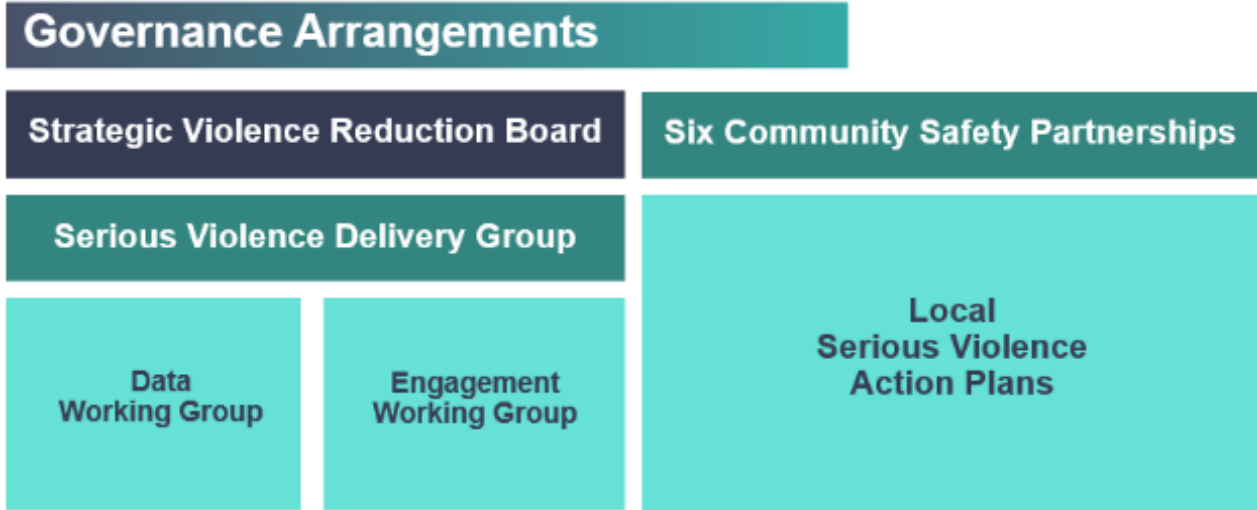 Governance Arrangements
Strategic Violence Reduction Board
Six Community Safety Partnerships
Serious Violence Delivery Group
Data
Working Group
Engagement
Working Group
Local
Serious Violence
Action Plans